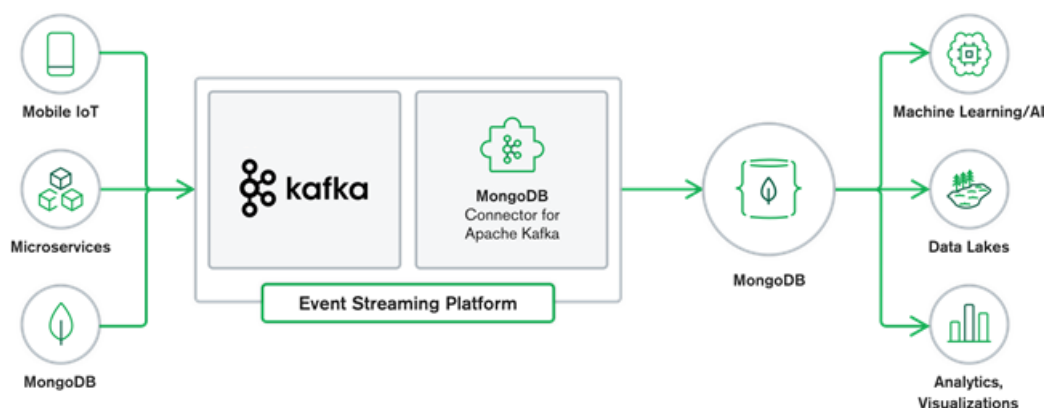 Mobile IoT
Microservices
MongoDB
kafka
MongoDB
Connector for
Apache Kafka
Event Streaming Platform
MongoDB
Machine Learning/AI
Data Lakes
Analytics,
Visualizations